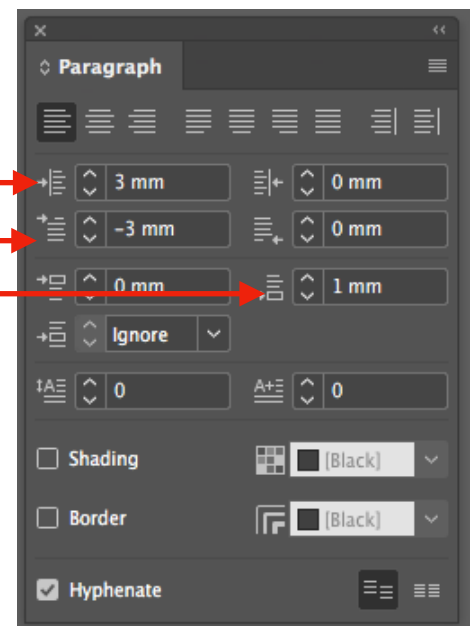 Paragraph
3 mm 0 mm
-3 mm 0 mm
0 mm 1 mm
Ignore
0 0
Shading [Black]
Border [Black]
Hyphenate